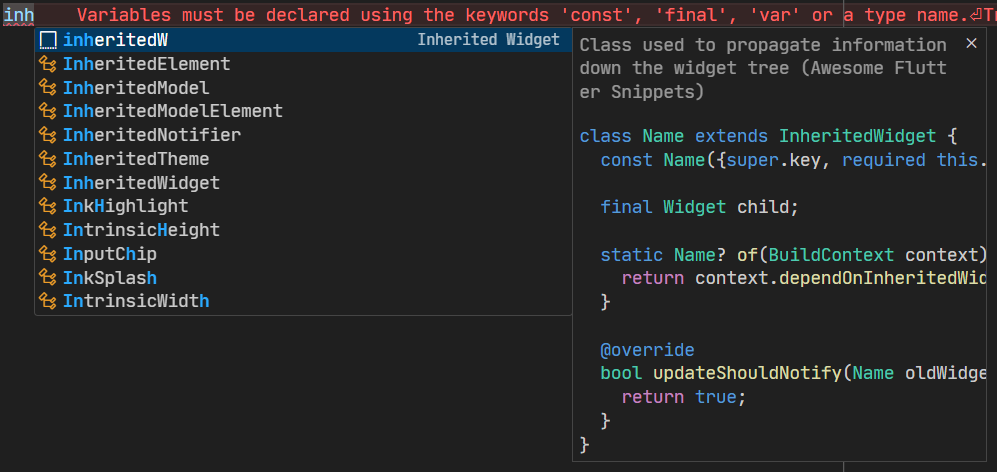 inh Variables must be declared using the keywords 'const', 'final', 'var' or a type name.⏎Tr
inheritedW Inherited Widget
InheritedElement
InheritedModel
InheritedModelElement
InheritedNotifier
InheritedTheme
InheritedWidget
InkHighlight
IntrinsicHeight
InputChip
InkSplash
IntrinsicWidth
Class used to propagate information
down the widget tree (Awesome Flutt
er Snippets)
class Name extends InheritedWidget {
const Name({super.key, required this.
final Widget child;
static Name? of(BuildContext context)
return context.dependOnInheritedWid
}
@override
bool updateShouldNotify(Name oldWidge
return true;
}
}